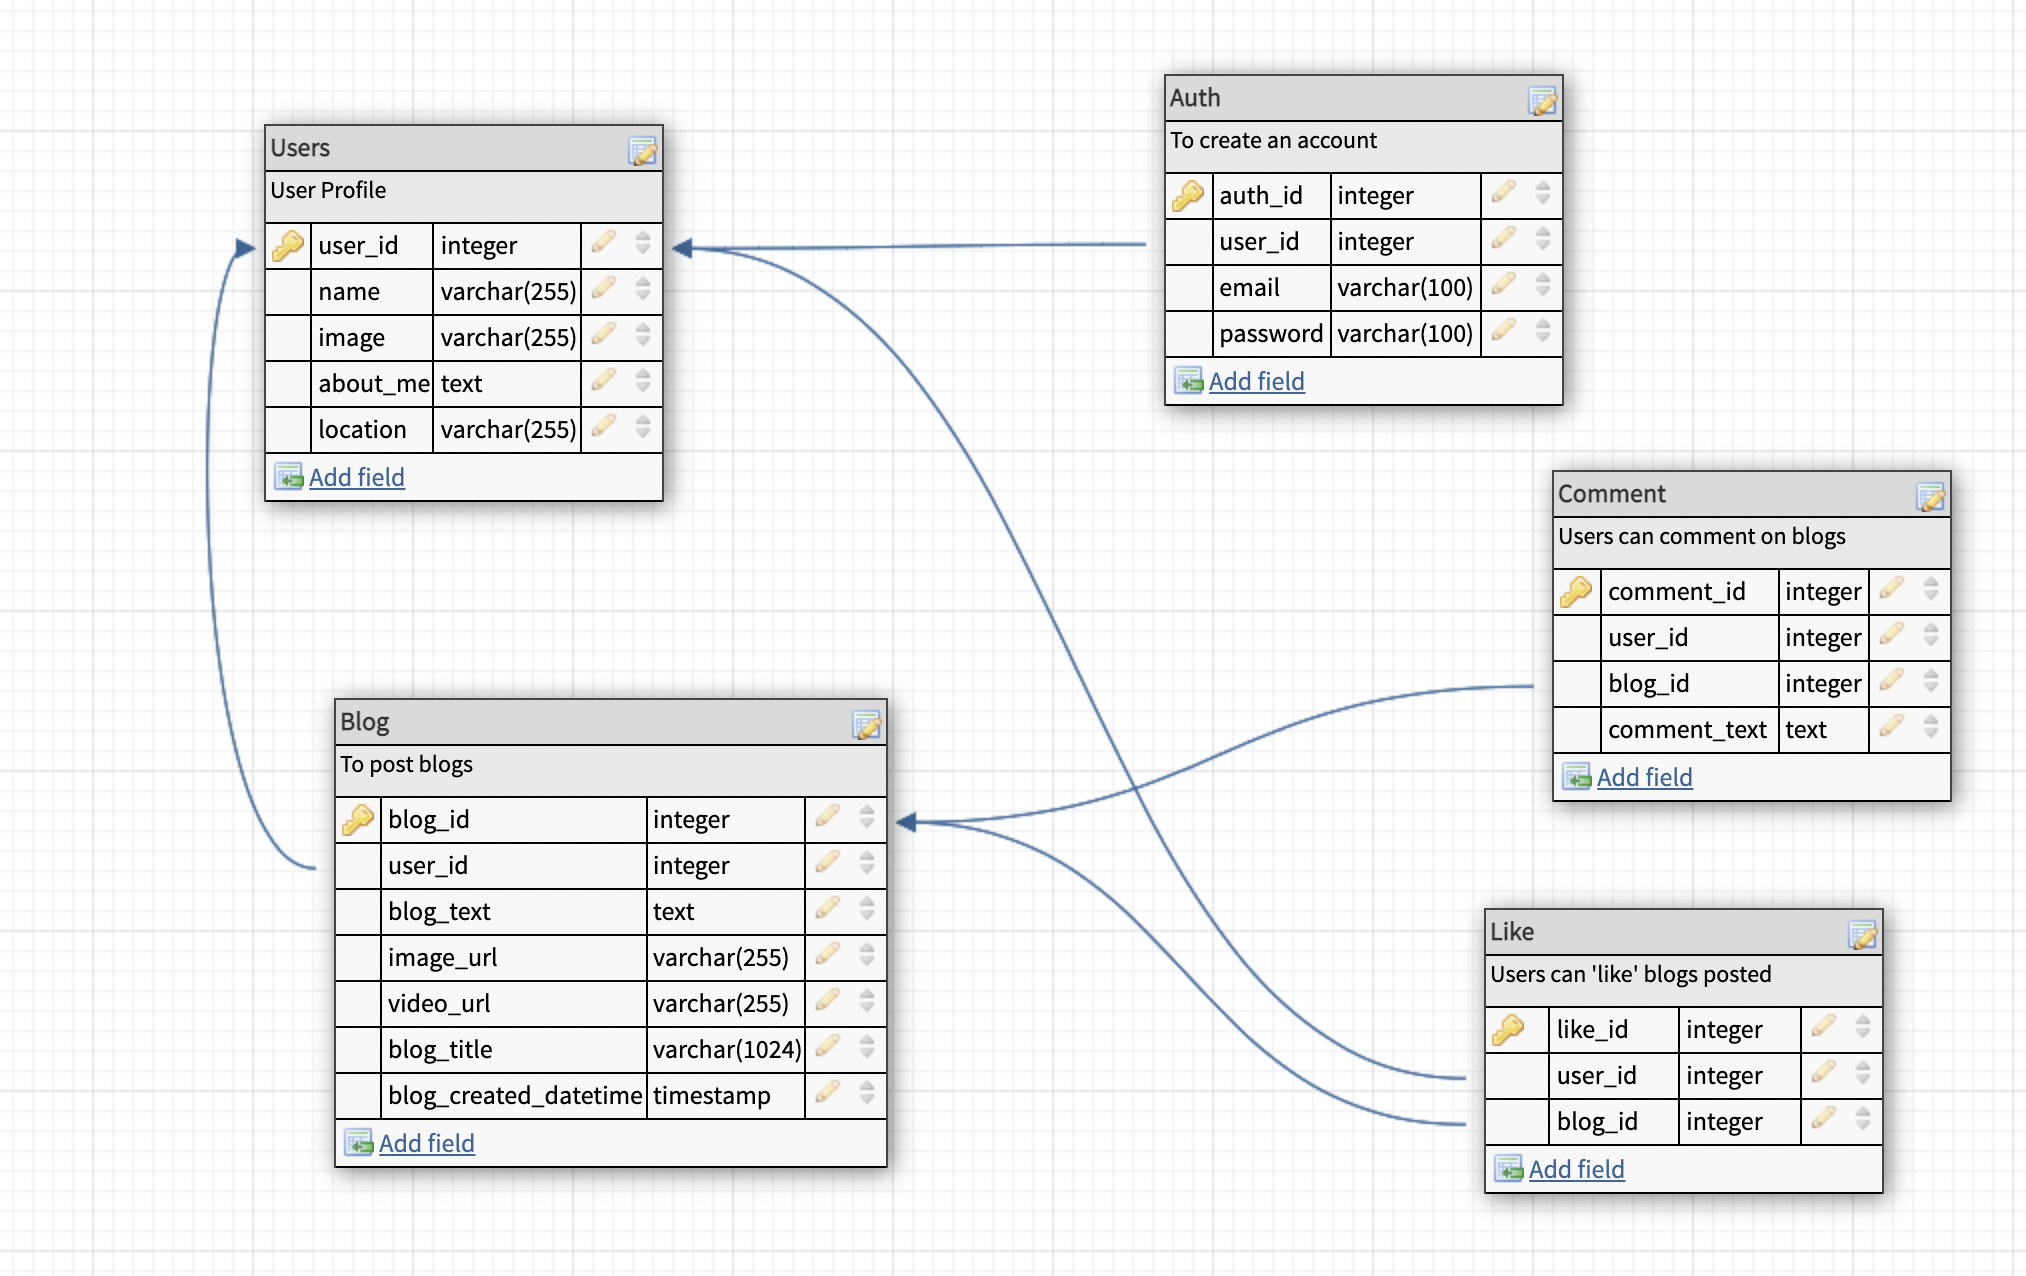 Users
User Profile
user_id integer
name varchar(255)
image varchar(255)
about_me text
location varchar(255)
Add field
Auth
To create an account
auth_id integer
user_id integer
email varchar(100)
password varchar(100)
Add field
Comment
Users can comment on blogs
comment_id integer
user_id integer
blog_id integer
comment_text text
Add field
Blog
To post blogs
blog_id integer
user_id integer
blog_text text
image_url varchar(255)
video_url varchar(255)
blog_title varchar(1024)
blog_created_datetime timestamp
Add field
Like
Users can 'like' blogs posted
like_id integer
user_id integer
blog_id integer
Add field